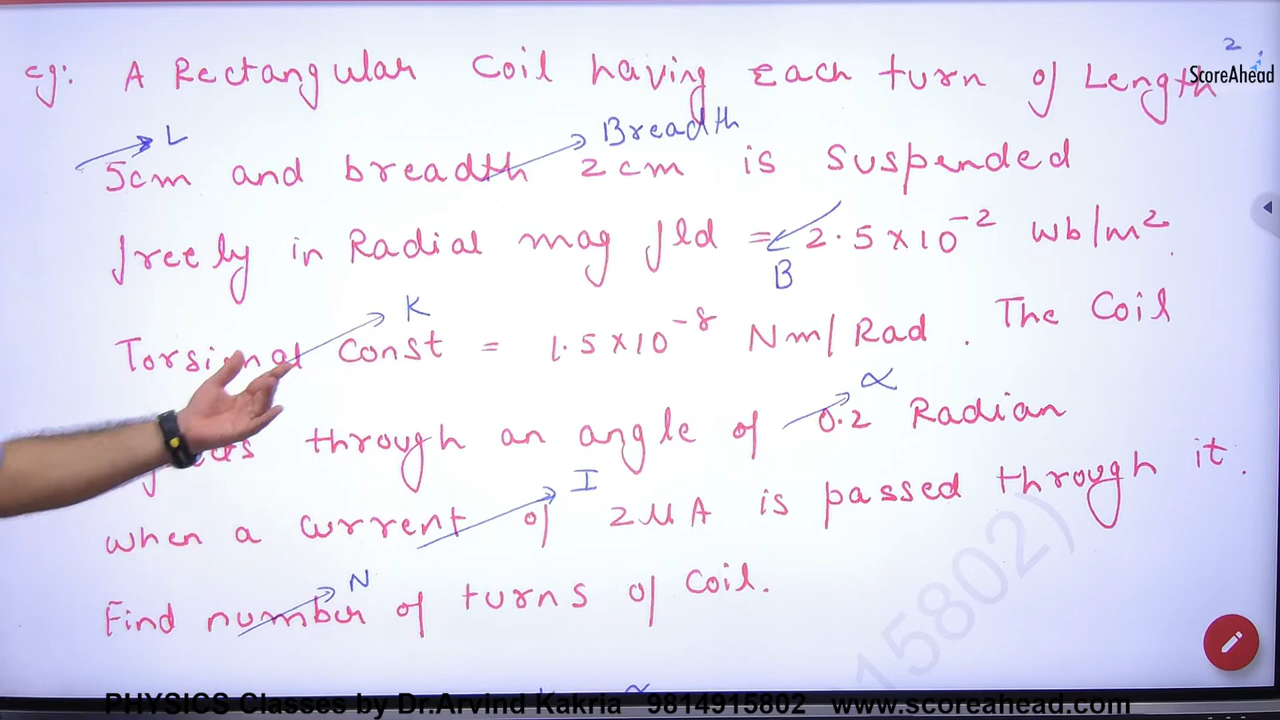 2
ScoreAhead
eg: A Rectangular Coil having Each turn of Length
L
Breadth
5cm and breadth 2cm is suspended
freely in Radial mag fld = 2.5×10⁻² wb/m².
B
K
Torsional Const = 1.5×10⁻⁸ Nm/Rad. The Coil
α
through an angle of 0.2 Radian
I
when a current of 2μA is passed through it.
N
Find number of turns of Coil.
15802)
PHYSICS Classes by Dr.Arvind Kakria 9814915802 www.scoreahead.com